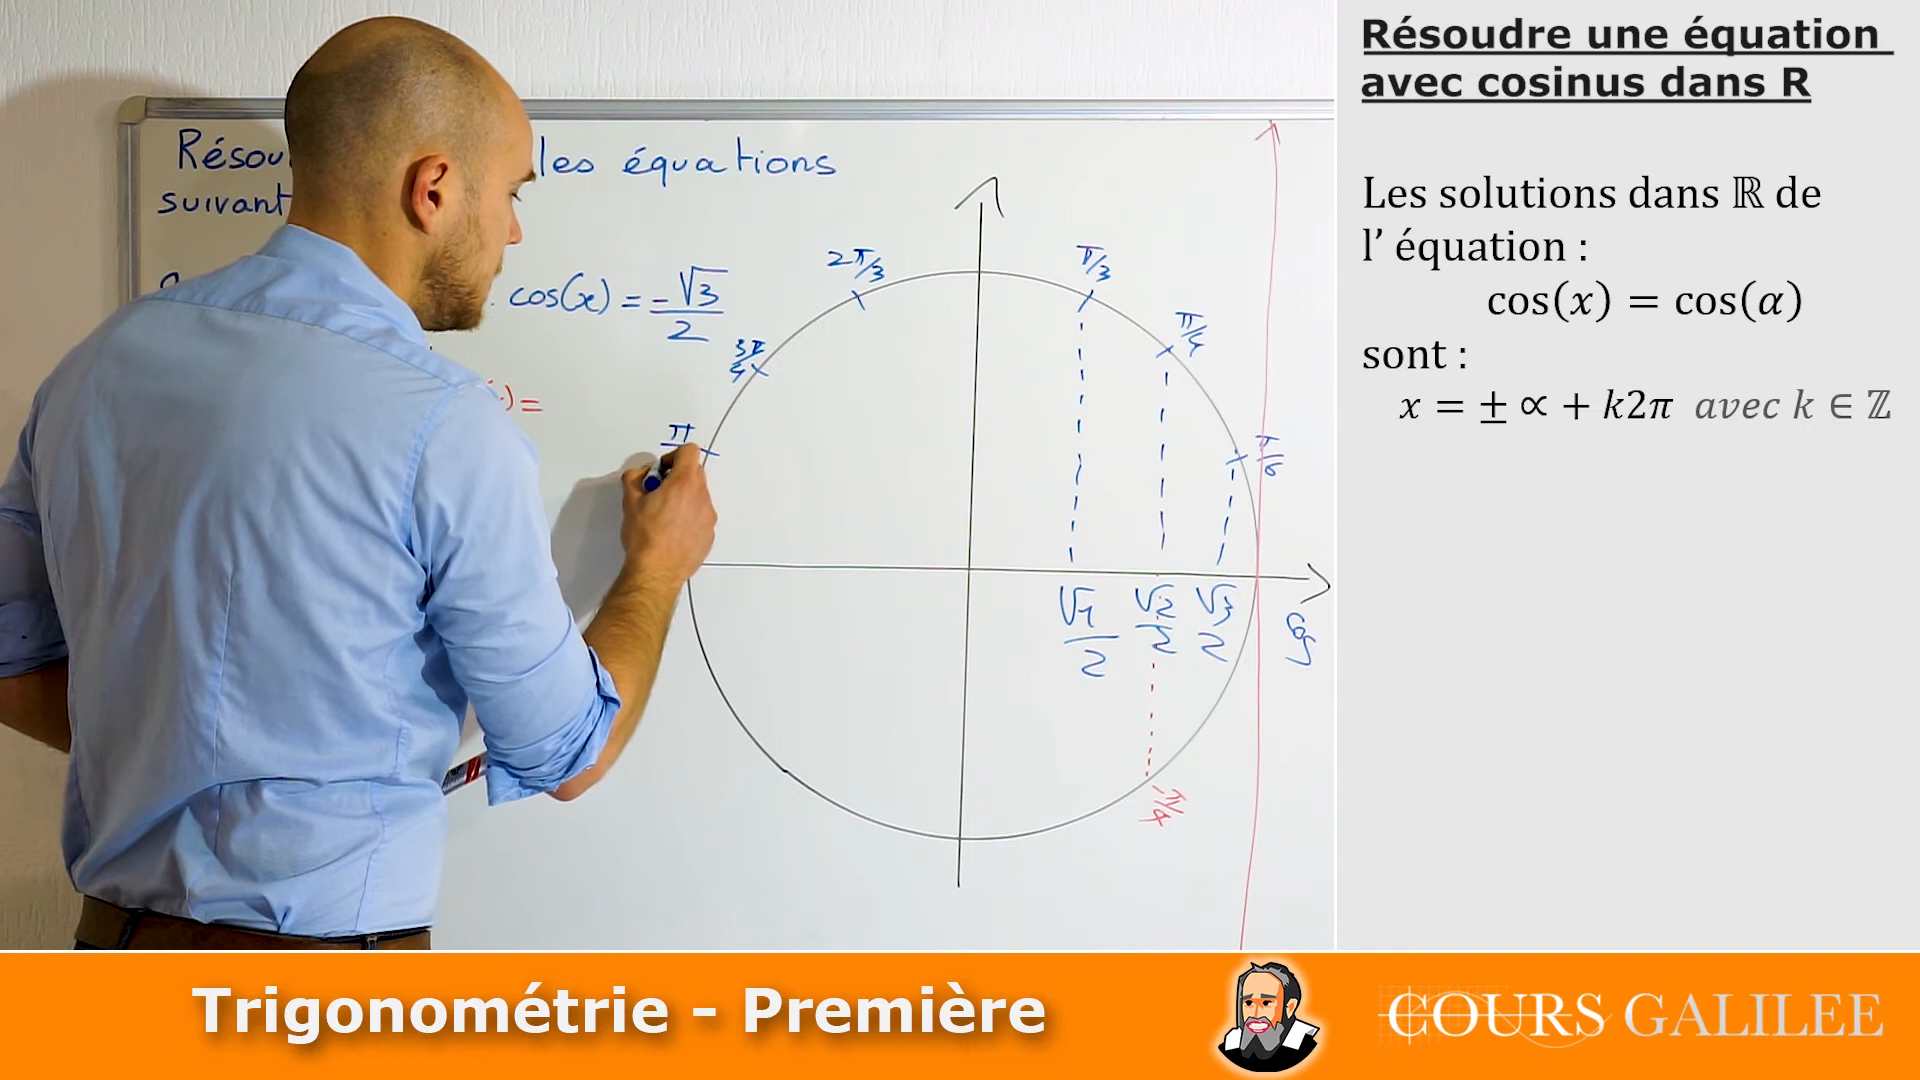 Résou les équations
suivant
cos(x) = -√3/2
) =
2π/3
π/3
π/4
3π/4
π
π/6
√1/2 √2/2 √3/2
cos
-π/4
Résoudre une équation
avec cosinus dans R
Les solutions dans ℝ de
l’ équation :
cos(x) = cos(α)
sont :
x = ± ∝ + k2π avec k ∈ ℤ
Trigonométrie - Première
COURS GALILEE